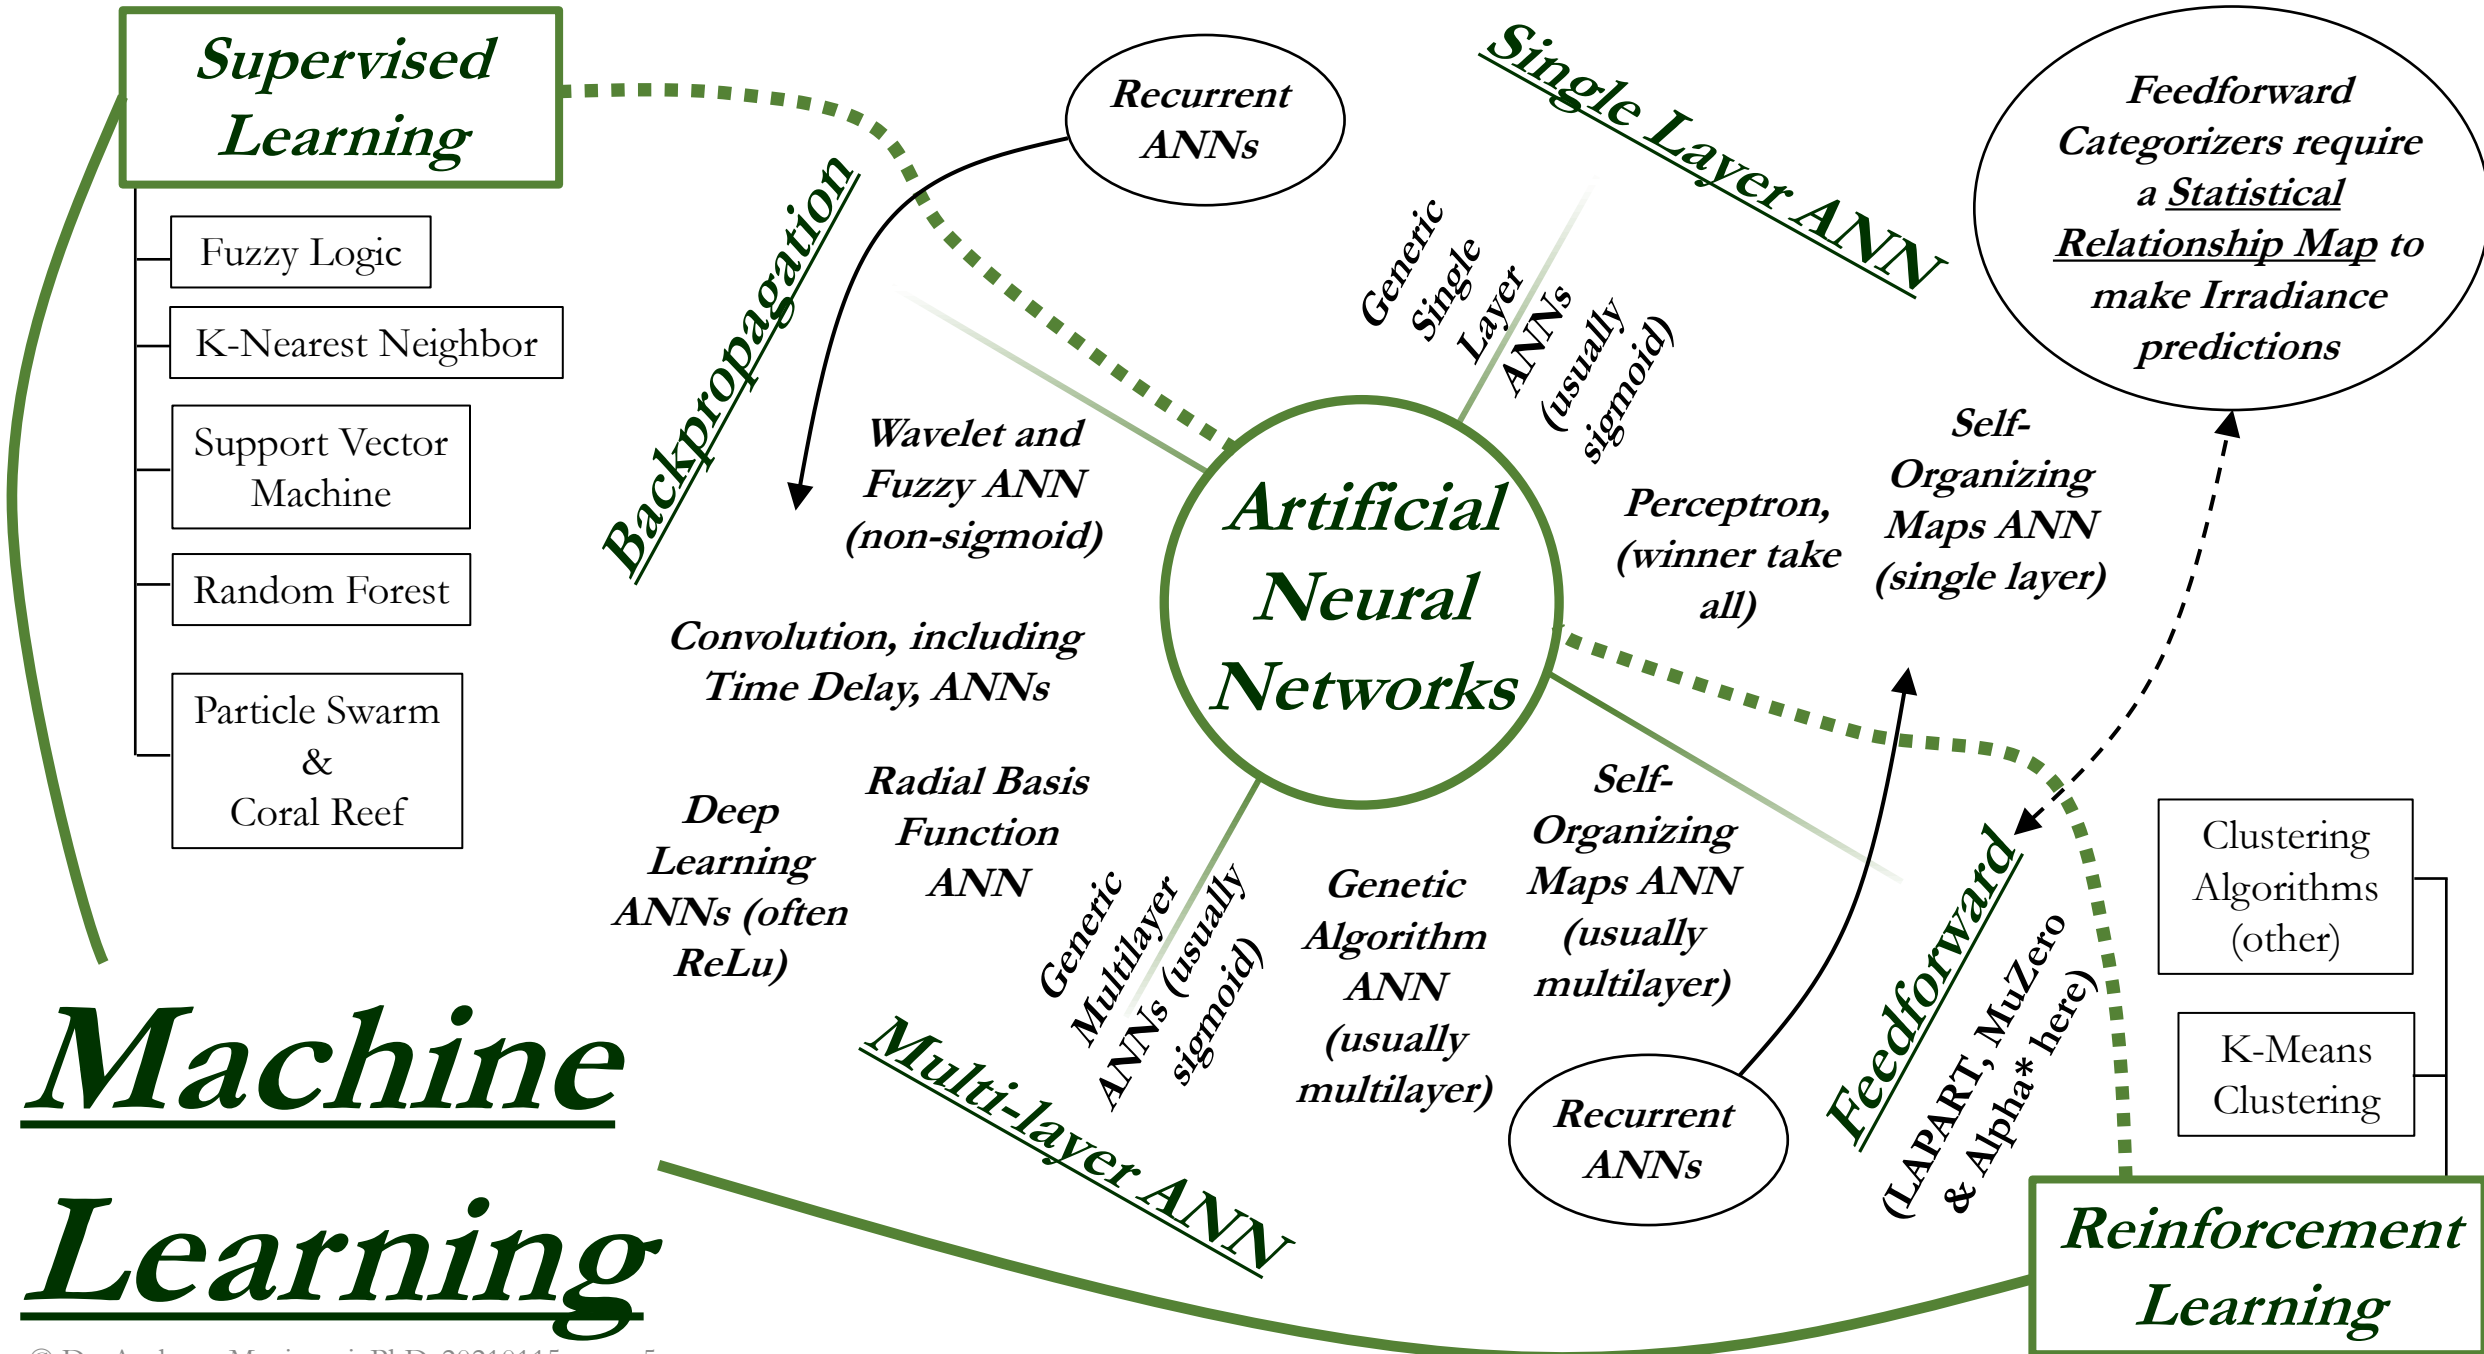 Supervised
Learning
Fuzzy Logic
K-Nearest Neighbor
Support Vector
Machine
Random Forest
Particle Swarm
&
Coral Reef
Machine
Learning
Backpropagation
Recurrent
ANNs
Wavelet and
Fuzzy ANN
(non-sigmoid)
Convolution, including
Time Delay, ANNs
Deep
Learning
ANNs (often
ReLu)
Radial Basis
Function
ANN
Generic
Multilayer
ANNs (usually
sigmoid)
Multi-layer ANN
Artificial
Neural
Networks
Single Layer ANN
Generic
Single
Layer
ANNs
(usually
sigmoid)
Perceptron,
(winner take
all)
Self-
Organizing
Maps ANN
(single layer)
Feedforward
Categorizers require
a Statistical
Relationship Map to
make Irradiance
predictions
Genetic
Algorithm
ANN
(usually
multilayer)
Self-
Organizing
Maps ANN
(usually
multilayer)
Recurrent
ANNs
Feedforward
(LAPART, MuZero
& Alpha* here)
Clustering
Algorithms
(other)
K-Means
Clustering
Reinforcement
Learning